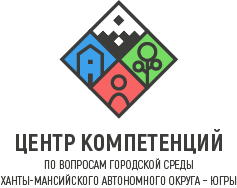 ЦЕНТР КОМПЕТЕНЦИЙ
ПО ВОПРОСАМ ГОРОДСКОЙ СРЕДЫ
ХАНТЫ-МАНСИЙСКОГО АВТОНОМНОГО ОКРУГА – ЮГРЫ